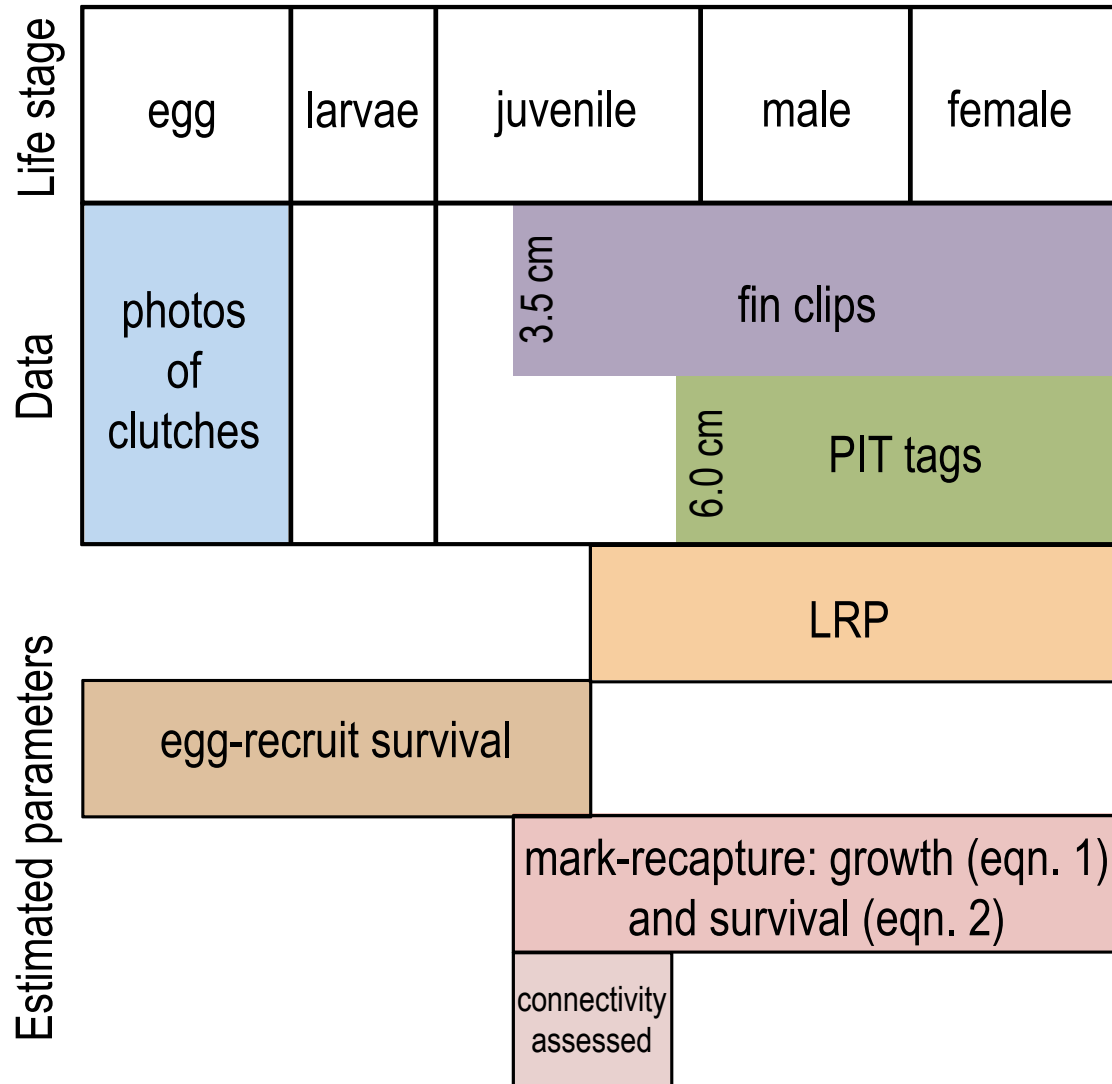 Life stage
egg
larvae
juvenile
male
female
Data
photos
of
clutches
3.5 cm
fin clips
6.0 cm
PIT tags
Estimated parameters
LRP
egg-recruit survival
mark-recapture: growth (eqn. 1)
and survival (eqn. 2)
connectivity
assessed